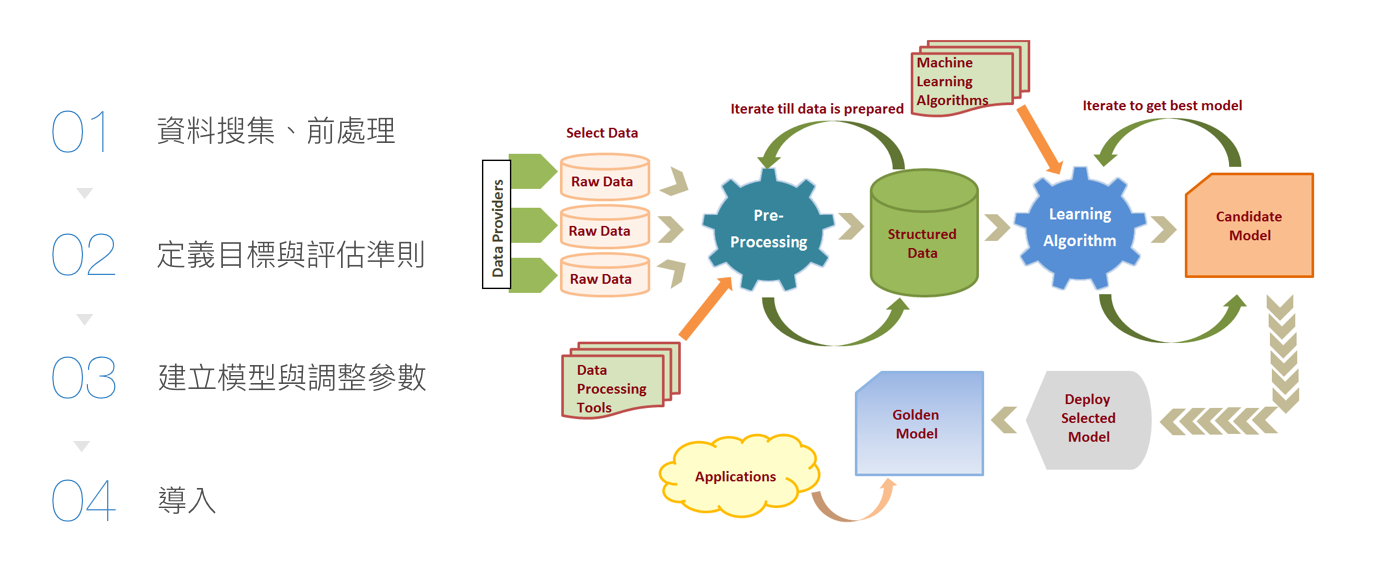 01
資料搜集、前處理
02
定義目標與評估準則
03
建立模型與調整參數
04
導入
Data Providers
Select Data
Raw Data
Raw Data
Raw Data
Data
Processing
Tools
Pre-
Processing
Iterate till data is prepared
Structured
Data
Machine
Learning
Algorithms
Learning
Algorithm
Iterate to get best model
Candidate
Model
Deploy
Selected
Model
Golden
Model
Applications